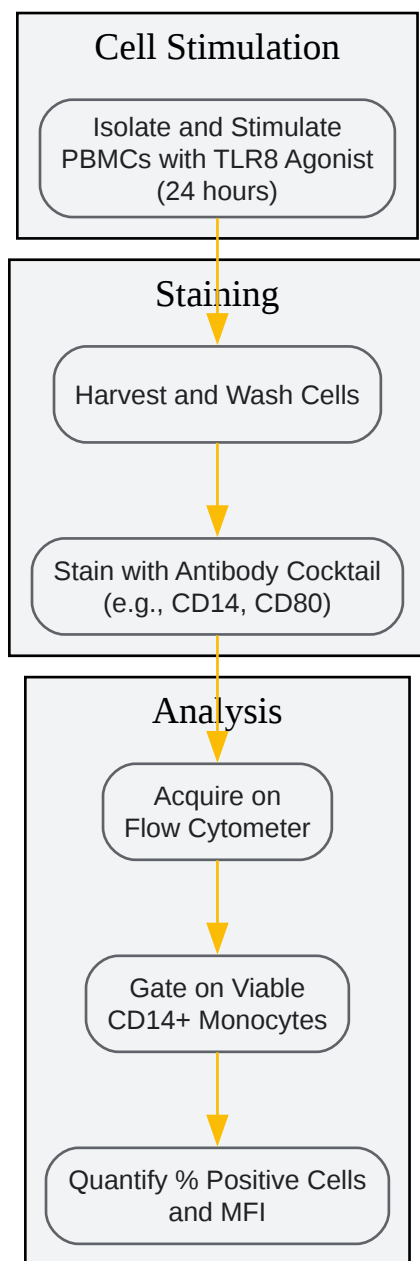 Cell Stimulation
Isolate and Stimulate
PBMCs with TLR8 Agonist
(24 hours)
Staining
Harvest and Wash Cells
Stain with Antibody Cocktail
(e.g., CD14, CD80)
Analysis
Acquire on
Flow Cytometer
Gate on Viable
CD14+ Monocytes
Quantify % Positive Cells
and MFI